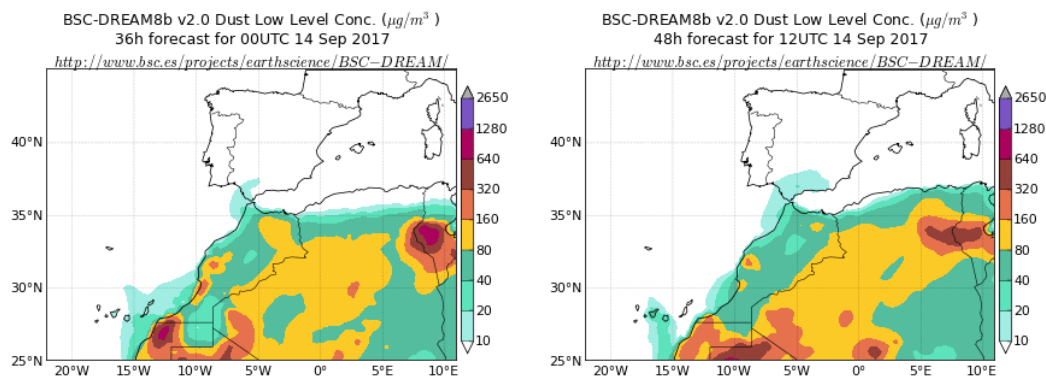 BSC-DREAM8b v2.0 Dust Low Level Conc. (μg/m³ )
36h forecast for 00UTC 14 Sep 2017
http://www.bsc.es/projects/earthscience/BSC−DREAM/
40°N
35°N
30°N
25°N
20°W
15°W
10°W
5°W
0°
5°E
10°E
2650
1280
640
320
160
80
40
20
10
BSC-DREAM8b v2.0 Dust Low Level Conc. (μg/m³ )
48h forecast for 12UTC 14 Sep 2017
http://www.bsc.es/projects/earthscience/BSC−DREAM/
40°N
35°N
30°N
25°N
20°W
15°W
10°W
5°W
0°
5°E
10°E
2650
1280
640
320
160
80
40
20
10